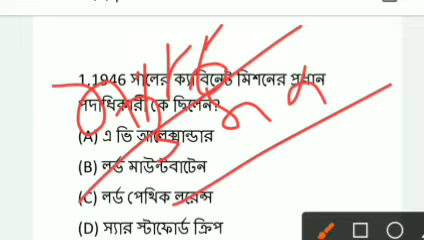 1,1946 সালের ক্যাবিনেট মিশনের প্রধান
পদাধিকারী কে ছিলেন?
(A) এ ভি আলেক্সান্ডার
(B) লর্ড মাউন্টবাটেন
(C) লর্ড পেথিক লরেন্স
(D) স্যার স্টাফোর্ড ক্রিপ